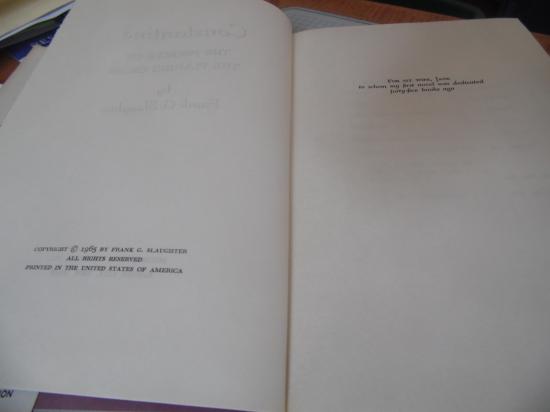 COPYRIGHT © 1965 BY FRANK G. SLAUGHTER
ALL RIGHTS RESERVED
PRINTED IN THE UNITED STATES OF AMERICA
For my wife, Jane
to whom my first novel was dedicated
forty-five books ago
ION